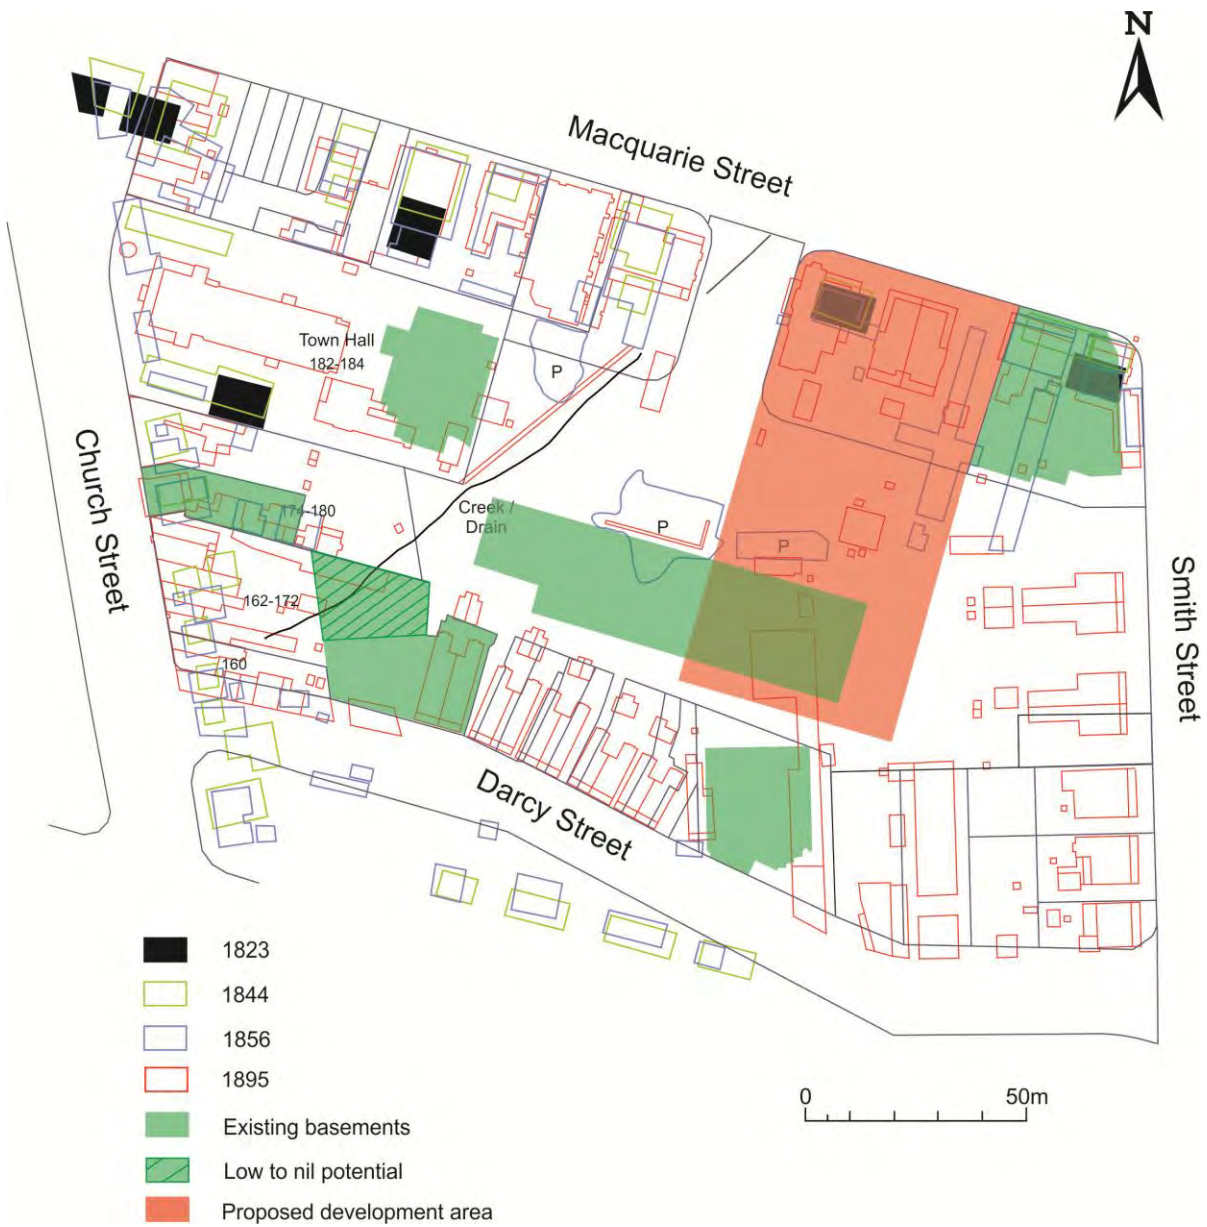 N
Macquarie Street
Town Hall
182-184
P
Church Street
174-180
Creek /
Drain
P
P
162-172
160
Smith Street
Darcy Street
1823
1844
1856
1895
Existing basements
Low to nil potential
Proposed development area
0 50m